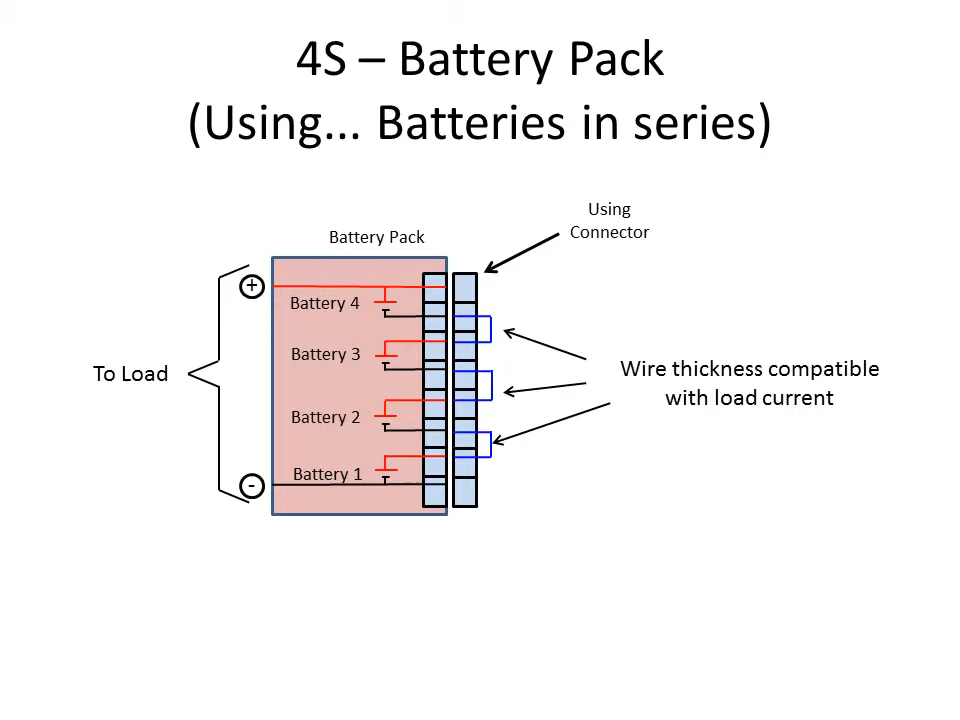 4S – Battery Pack
(Using... Batteries in series)
Using
Connector
Battery Pack
+
Battery 4
Battery 3
To Load
Wire thickness compatible
with load current
Battery 2
Battery 1
-